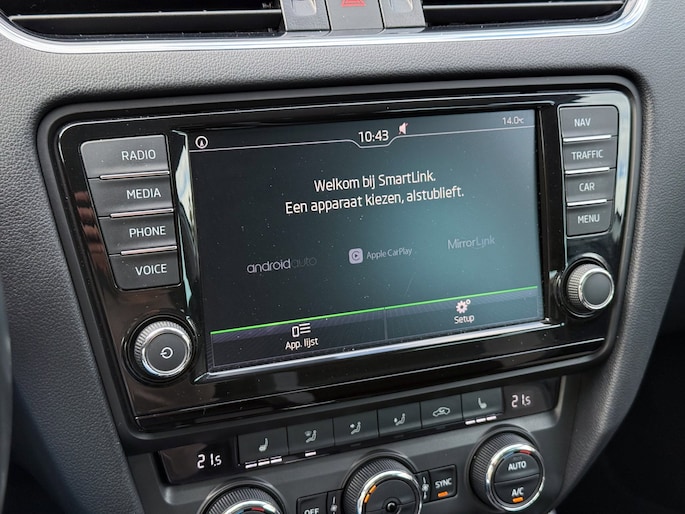 10:43
14.0°C
Welkom bij SmartLink.
Een apparaat kiezen, alstublieft.
androidauto
Apple CarPlay
MirrorLink
App. lijst
Setup
RADIO
MEDIA
PHONE
VOICE
NAV
TRAFFIC
CAR
MENU
21.5
21.5
OFF
SYNC
AUTO
A/C